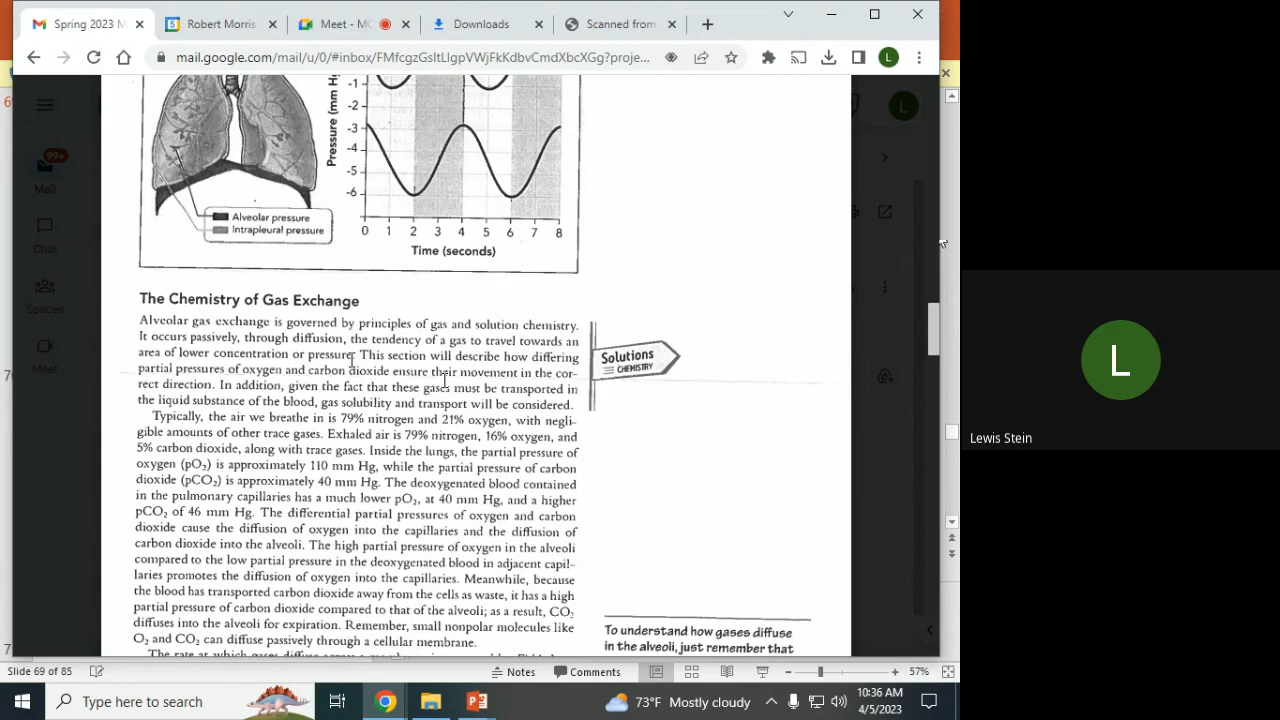 Spring 2023 M
Robert Morris
Meet - MC
Downloads
Scanned from
mail.google.com/mail/u/0/#inbox/FMfcgzGsltLlgpVWjFkKdbvCmdXbcXGg?proje...
L
99+
Mail
Chat
Spaces
Meet
L
Pressure (mm H
-1
-2
-3
-4
-5
-6
0 1 2 3 4 5 6 7 8
Time (seconds)
Alveolar pressure
Intrapleural pressure
The Chemistry of Gas Exchange
Alveolar gas exchange is governed by principles of gas and solution chemistry.
It occurs passively, through diffusion, the tendency of a gas to travel towards an
area of lower concentration or pressure. This section will describe how differing
partial pressures of oxygen and carbon dioxide ensure their movement in the cor-
rect direction. In addition, given the fact that these gases must be transported in
the liquid substance of the blood, gas solubility and transport will be considered.
Typically, the air we breathe in is 79% nitrogen and 21% oxygen, with negli-
gible amounts of other trace gases. Exhaled air is 79% nitrogen, 16% oxygen, and
5% carbon dioxide, along with trace gases. Inside the lungs, the partial pressure of
oxygen (pO₂) is approximately 110 mm Hg, while the partial pressure of carbon
dioxide (pCO₂) is approximately 40 mm Hg. The deoxygenated blood contained
in the pulmonary capillaries has a much lower pO₂, at 40 mm Hg, and a higher
pCO₂ of 46 mm Hg. The differential partial pressures of oxygen and carbon
dioxide cause the diffusion of oxygen into the capillaries and the diffusion of
carbon dioxide into the alveoli. The high partial pressure of oxygen in the alveoli
compared to the low partial pressure in the deoxygenated blood in adjacent capil-
laries promotes the diffusion of oxygen into the capillaries. Meanwhile, because
the blood has transported carbon dioxide away from the cells as waste, it has a high
partial pressure of carbon dioxide compared to that of the alveoli; as a result, CO₂
diffuses into the alveoli for expiration. Remember, small nonpolar molecules like
O₂ and CO₂ can diffuse passively through a cellular membrane.
Solutions
CHEMISTRY
To understand how gases diffuse
in the alveoli, just remember that
L
Lewis Stein
Slide 69 of 85
Notes
Comments
57%
Type here to search
73°F Mostly cloudy
10:36 AM
4/5/2023